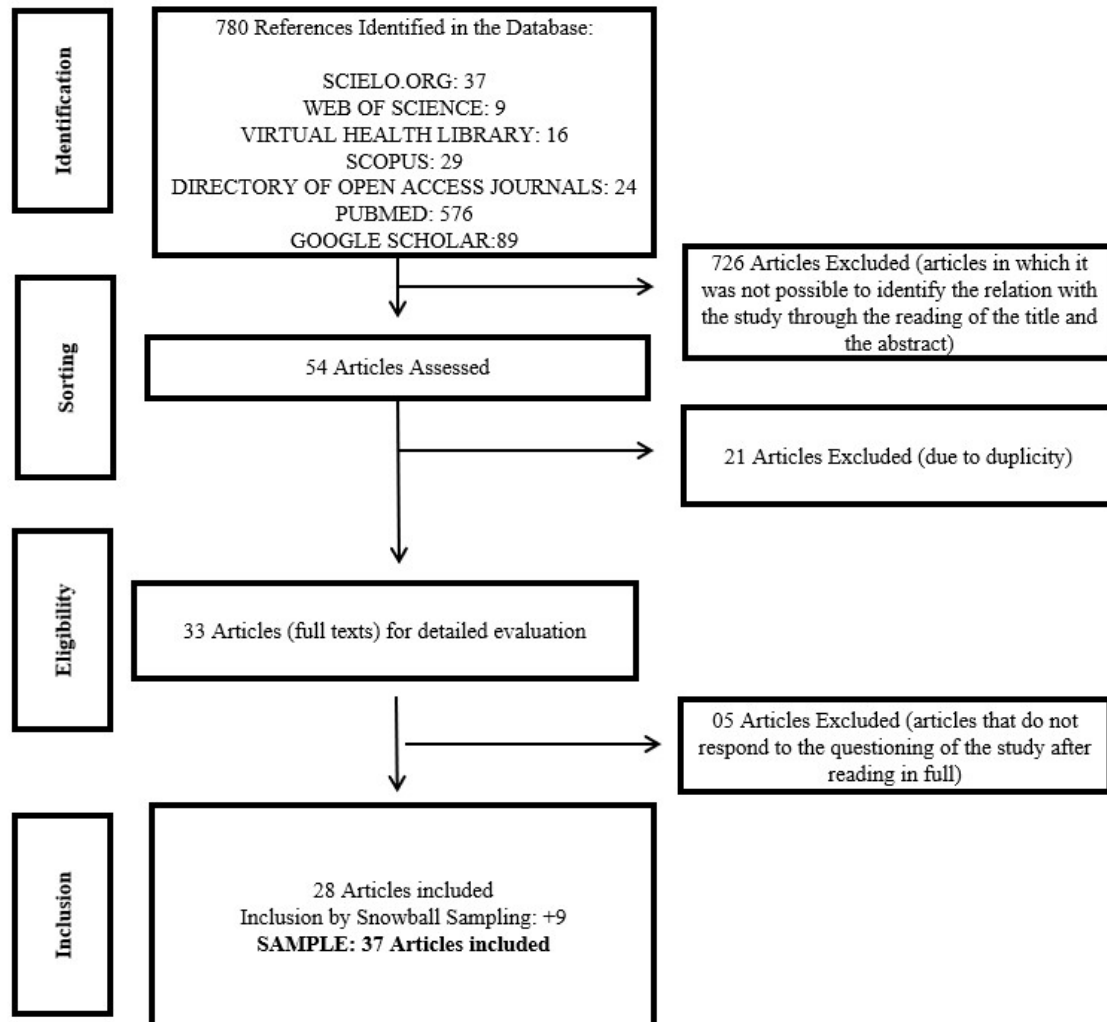 Identification
780 References Identified in the Database:
SCIELO.ORG: 37
WEB OF SCIENCE: 9
VIRTUAL HEALTH LIBRARY: 16
SCOPUS: 29
DIRECTORY OF OPEN ACCESS JOURNALS: 24
PUBMED: 576
GOOGLE SCHOLAR:89
726 Articles Excluded (articles in which it
was not possible to identify the relation with
the study through the reading of the title and
the abstract)
Sorting
54 Articles Assessed
21 Articles Excluded (due to duplicity)
Eligibility
33 Articles (full texts) for detailed evaluation
05 Articles Excluded (articles that do not
respond to the questioning of the study after
reading in full)
Inclusion
28 Articles included
Inclusion by Snowball Sampling: +9
SAMPLE: 37 Articles included